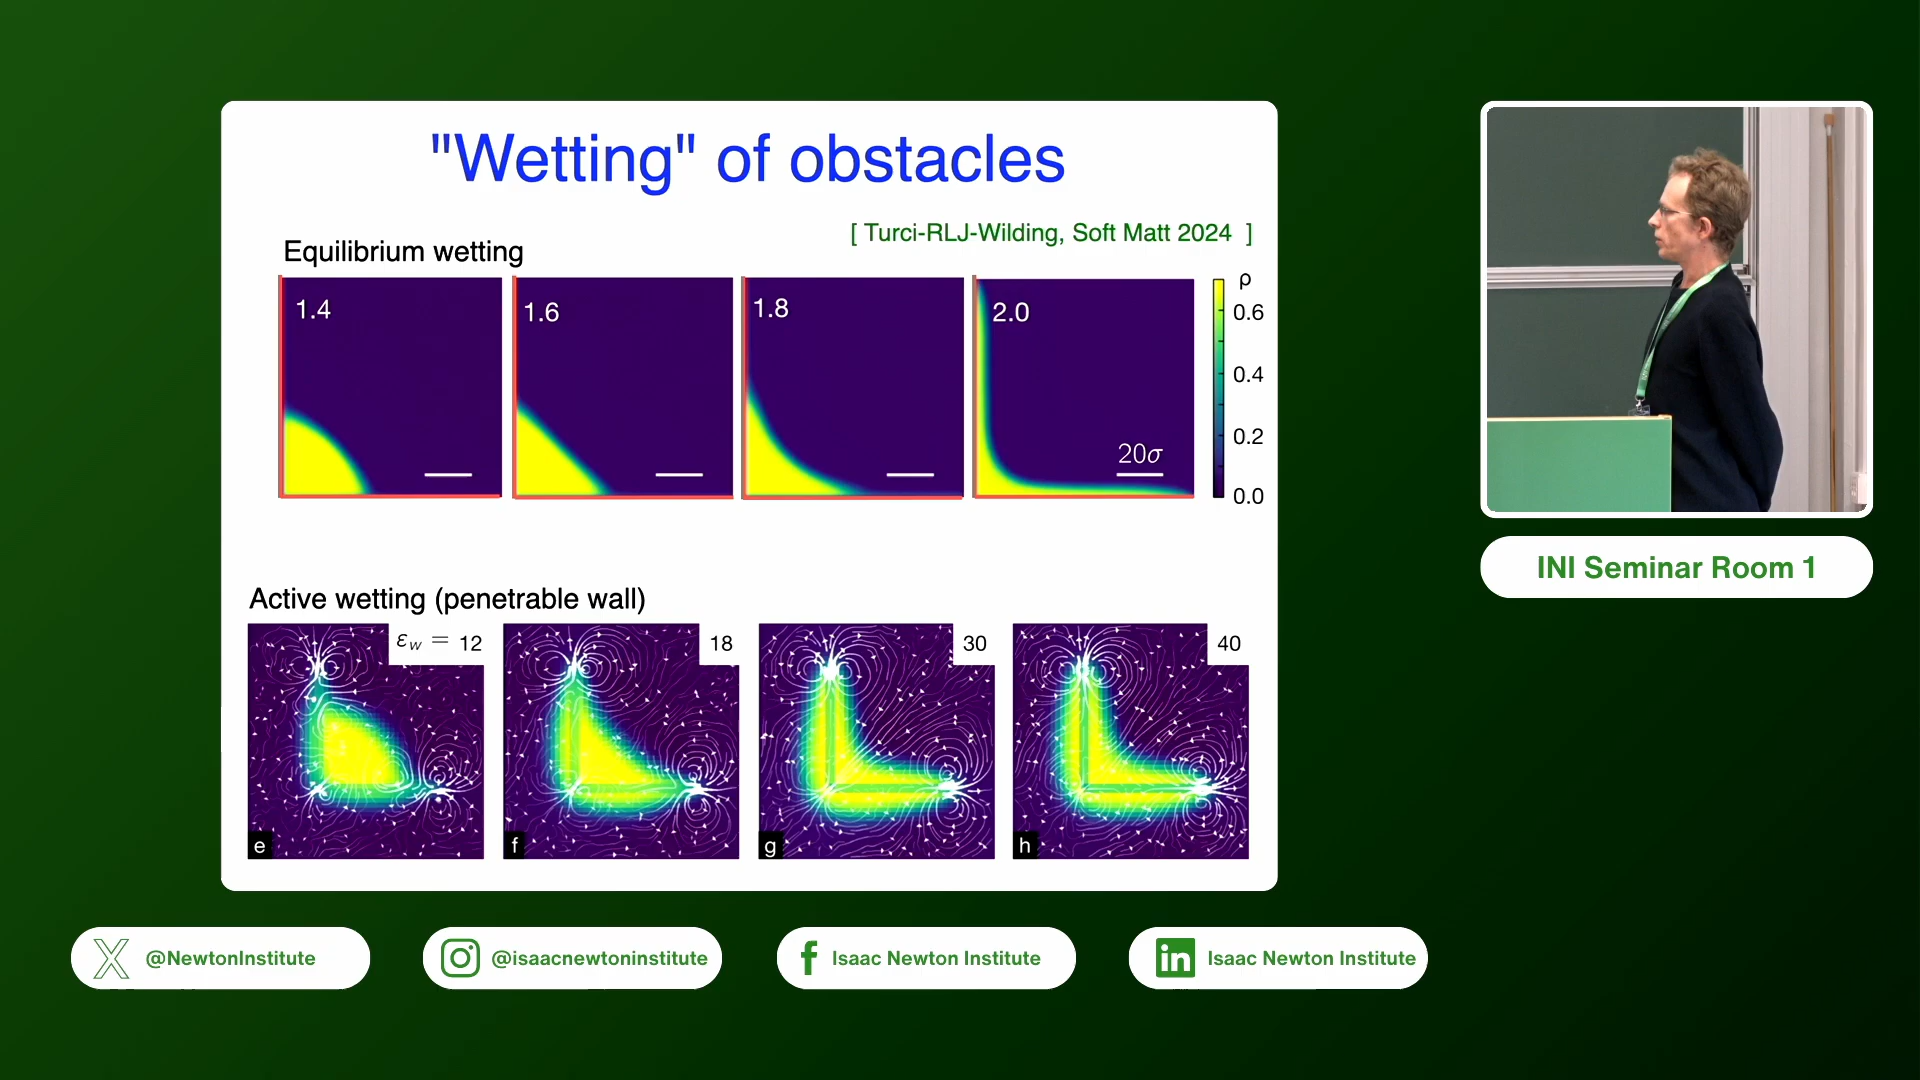 "Wetting" of obstacles
[ Turci-RLJ-Wilding, Soft Matt 2024 ]
Equilibrium wetting
1.4
1.6
1.8
2.0
20σ
ρ
0.6
0.4
0.2
0.0
Active wetting (penetrable wall)
εw = 12
18
30
40
e
f
g
h
INI Seminar Room 1
@NewtonInstitute
@isaacnewtoninstitute
Isaac Newton Institute
Isaac Newton Institute